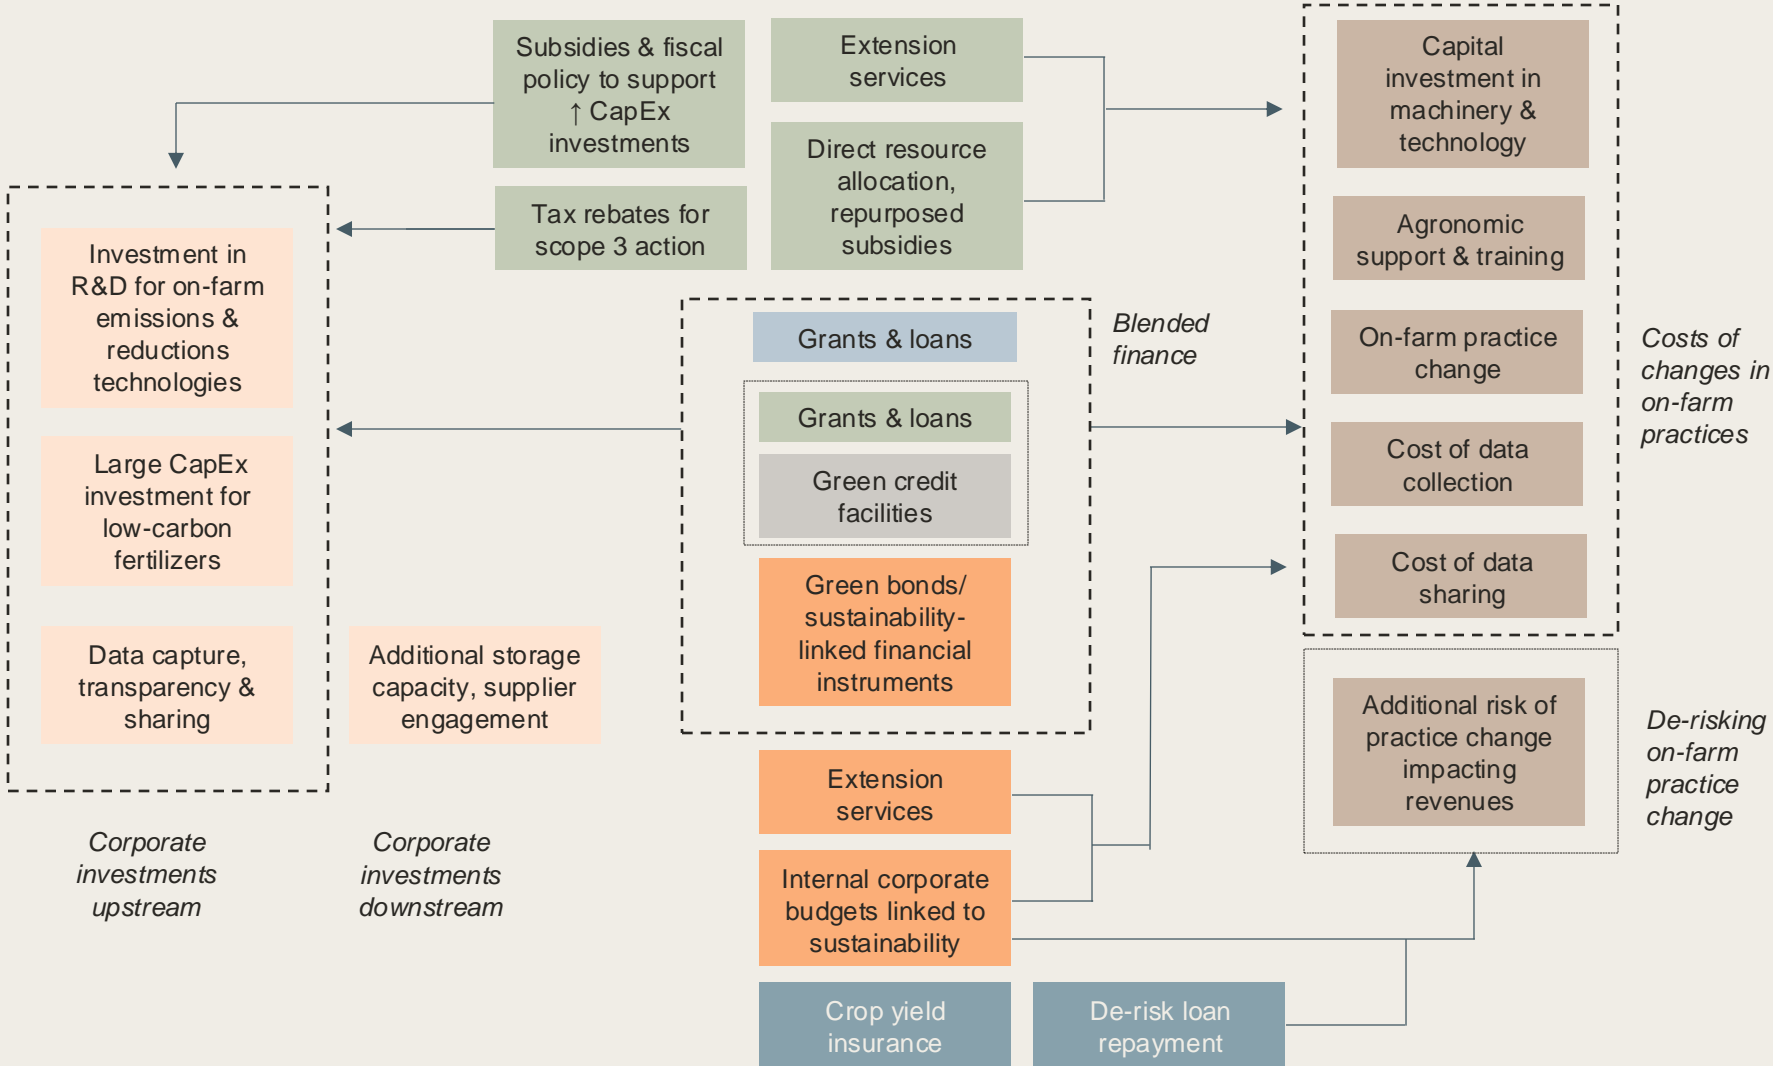 Subsidies & fiscal
policy to support
↑ CapEx
investments
Tax rebates for
scope 3 action
Extension
services
Direct resource
allocation,
repurposed
subsidies
Investment in
R&D for on-farm
emissions &
reductions
technologies
Large CapEx
investment for
low-carbon
fertilizers
Data capture,
transparency &
sharing
Additional storage
capacity, supplier
engagement
Corporate
investments
upstream
Corporate
investments
downstream
Grants & loans
Grants & loans
Green credit
facilities
Green bonds/
sustainability-
linked financial
instruments
Blended
finance
Extension
services
Internal corporate
budgets linked to
sustainability
Crop yield
insurance
De-risk loan
repayment
Capital
investment in
machinery &
technology
Agronomic
support & training
On-farm practice
change
Cost of data
collection
Cost of data
sharing
Costs of
changes in
on-farm
practices
Additional risk of
practice change
impacting
revenues
De-risking
on-farm
practice
change